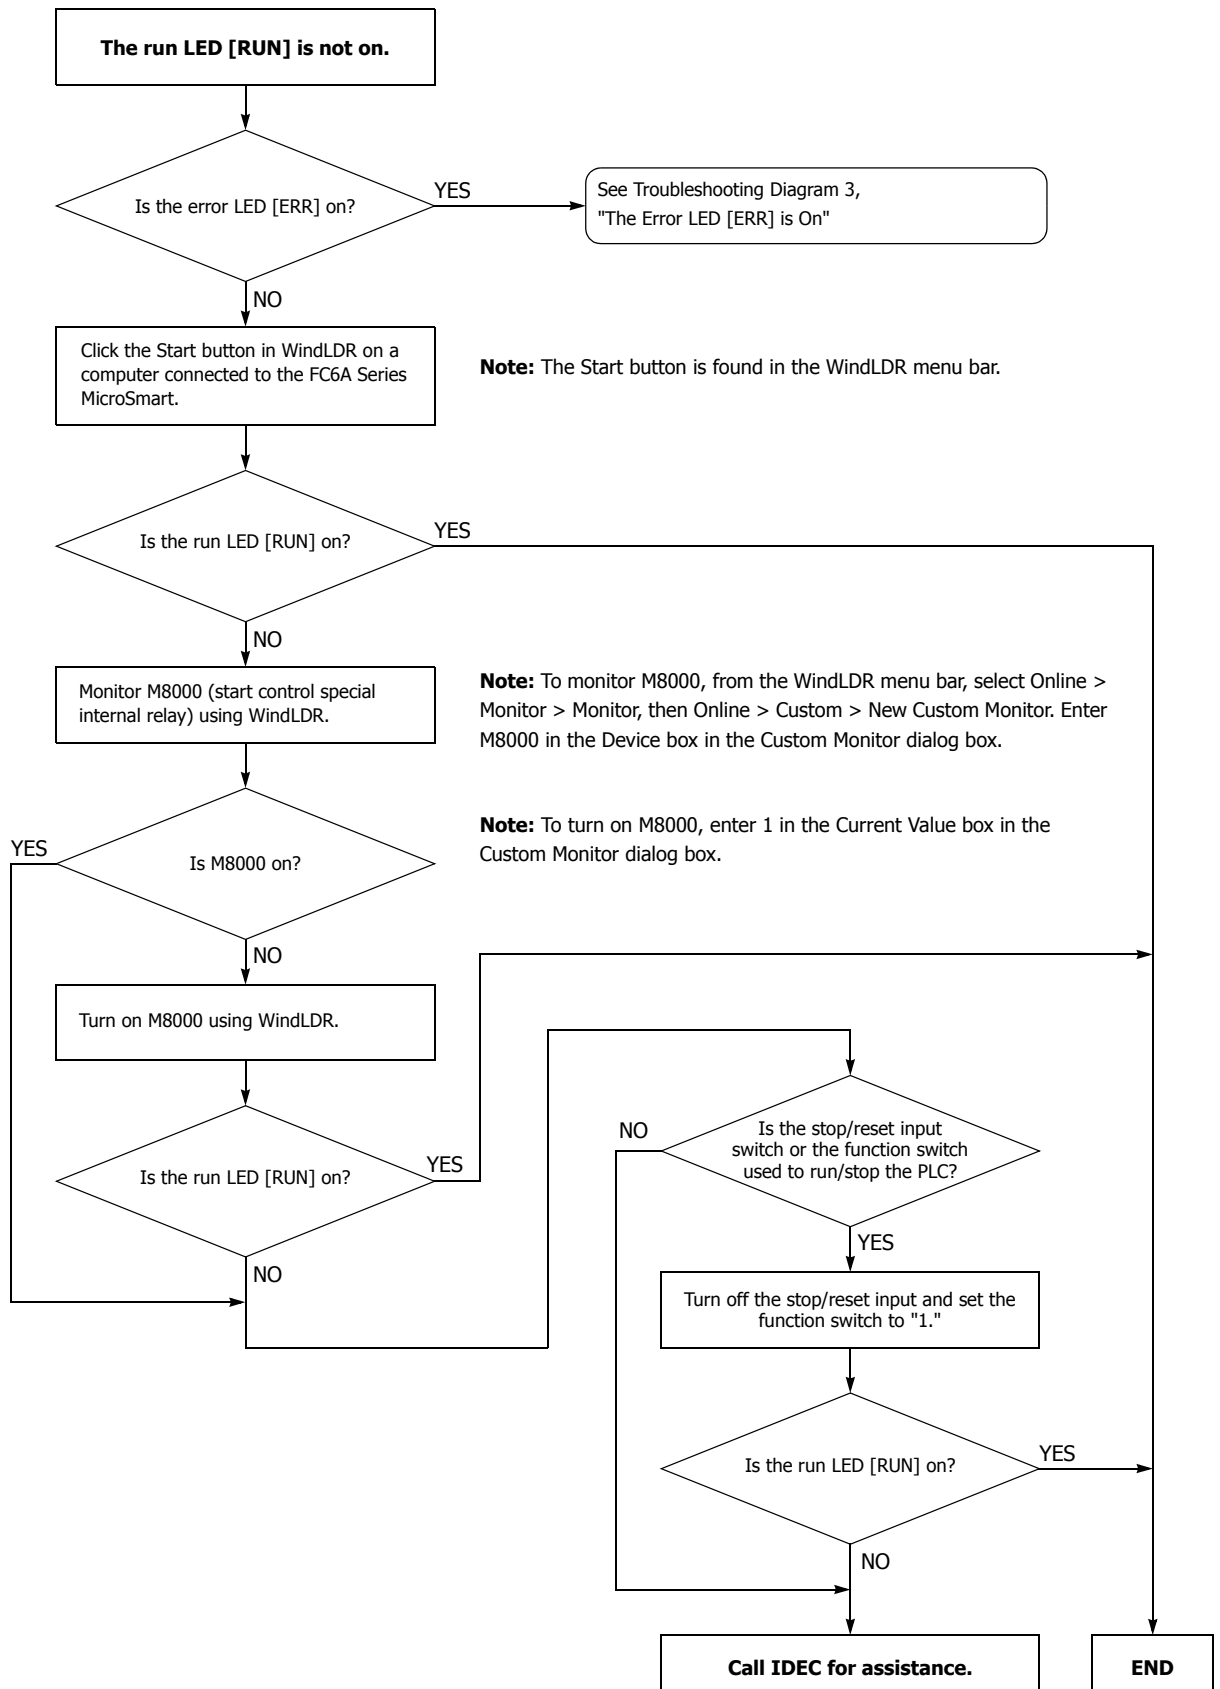 The run LED [RUN] is not on.
Is the error LED [ERR] on?
YES
See Troubleshooting Diagram 3,
"The Error LED [ERR] is On"
NO
Click the Start button in WindLDR on a
computer connected to the FC6A Series
MicroSmart.
Note: The Start button is found in the WindLDR menu bar.
Is the run LED [RUN] on?
YES
NO
Monitor M8000 (start control special
internal relay) using WindLDR.
Note: To monitor M8000, from the WindLDR menu bar, select Online >
Monitor > Monitor, then Online > Custom > New Custom Monitor. Enter
M8000 in the Device box in the Custom Monitor dialog box.
Note: To turn on M8000, enter 1 in the Current Value box in the
Custom Monitor dialog box.
YES
Is M8000 on?
NO
Turn on M8000 using WindLDR.
Is the run LED [RUN] on?
YES
NO
NO
Is the stop/reset input
switch or the function switch
used to run/stop the PLC?
YES
Turn off the stop/reset input and set the
function switch to "1."
Is the run LED [RUN] on?
YES
NO
Call IDEC for assistance.
END